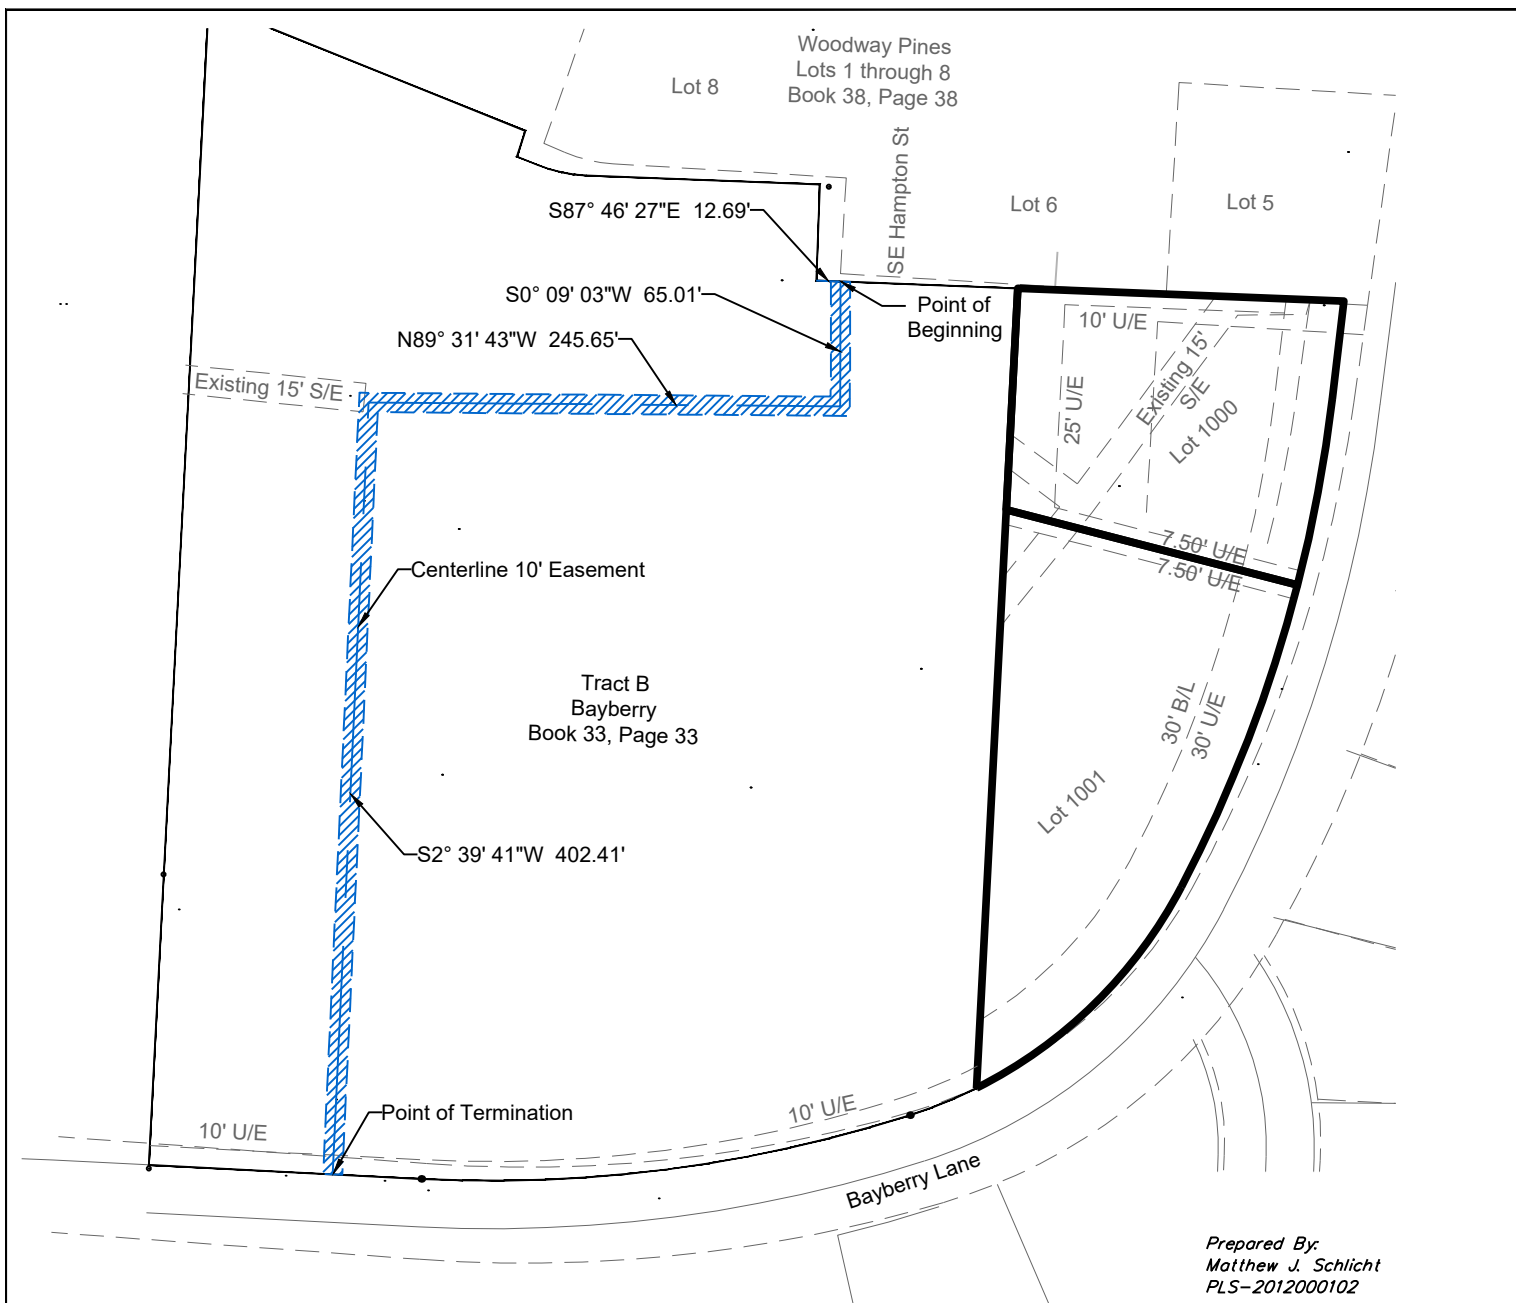 Woodway Pines
Lots 1 through 8
Book 38, Page 38
Lot 8
SE Hampton St
Lot 6
Lot 5
S87° 46' 27"E 12.69'
S0° 09' 03"W 65.01'
N89° 31' 43"W 245.65'
Point of
Beginning
10' U/E
25' U/E
Existing 15'
S/E
Lot 1000
Existing 15' S/E
7.50' U/E
7.50' U/E
Centerline 10' Easement
Tract B
Bayberry
Book 33, Page 33
30' B/L
30' U/E
Lot 1001
S2° 39' 41"W 402.41'
Point of Termination
10' U/E
10' U/E
Bayberry Lane
Prepared By:
Matthew J. Schlicht
PLS-2012000102